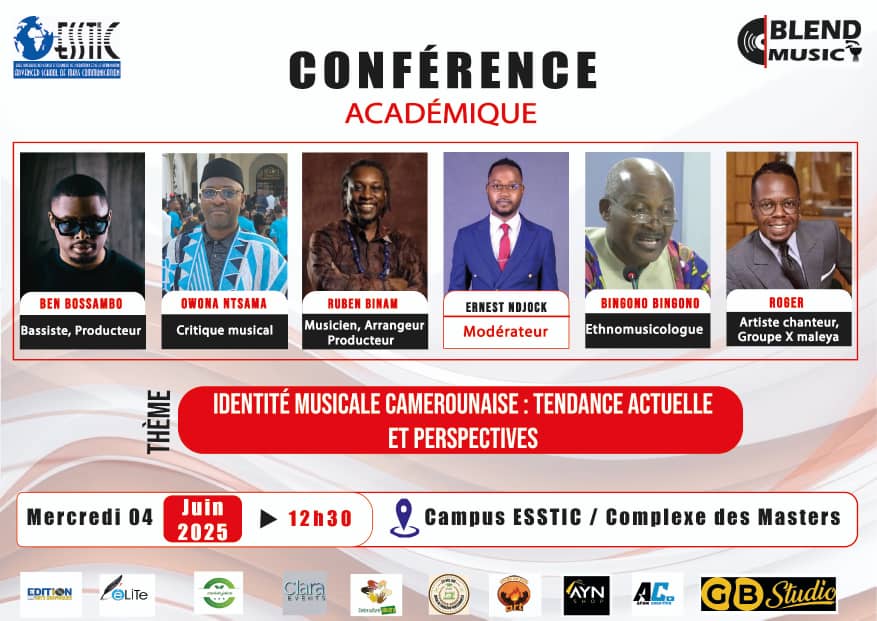 ESSTIC
ADVANCED SCHOOL OF MASS COMMUNICATION
BLEND
MUSIC
CONFÉRENCE
ACADÉMIQUE
BEN BOSSAMBO
Bassiste, Producteur
OWONA NTSAMA
Critique musical
RUBEN BINAM
Musicien, Arrangeur
Producteur
ERNEST NDJOCK
Modérateur
BINGONO BINGONO
Ethnomusicologue
ROGER
Artiste chanteur,
Groupe X maleya
THÈME
IDENTITÉ MUSICALE CAMEROUNAISE : TENDANCE ACTUELLE
ET PERSPECTIVES
Mercredi 04
Juin
2025
12h30
Campus ESSTIC / Complexe des Masters
EDITION
éLiTe
Clara
EVENTS
AYN
SHOP
AC
GB Studio